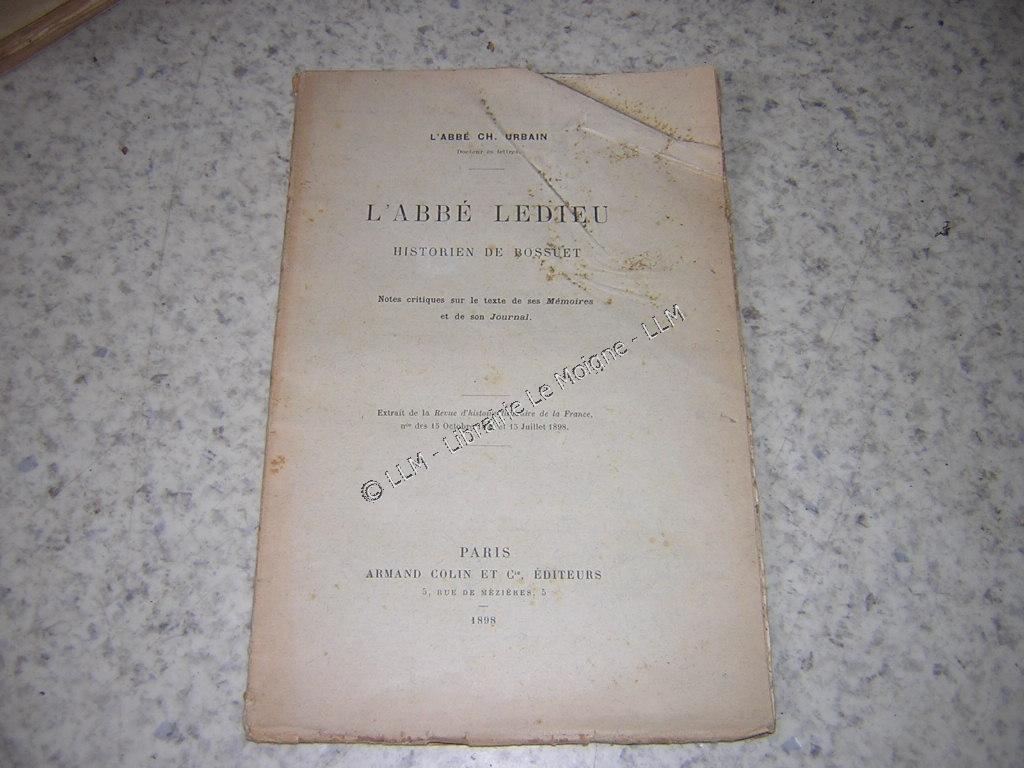 L'ABBÉ CH. URBAIN
Docteur ès lettres
L'ABBÉ LEDIEU
HISTORIEN DE BOSSUET
Notes critiques sur le texte de ses Mémoires
et de son Journal.
Extrait de la Revue d'histoire littéraire de la France,
nos des 15 Octobre et 15 Juillet 1898.
© LLM - Librairie Le Moigne - LLM
PARIS
ARMAND COLIN ET Cie, ÉDITEURS
5, RUE DE MÉZIÈRES, 5
1898